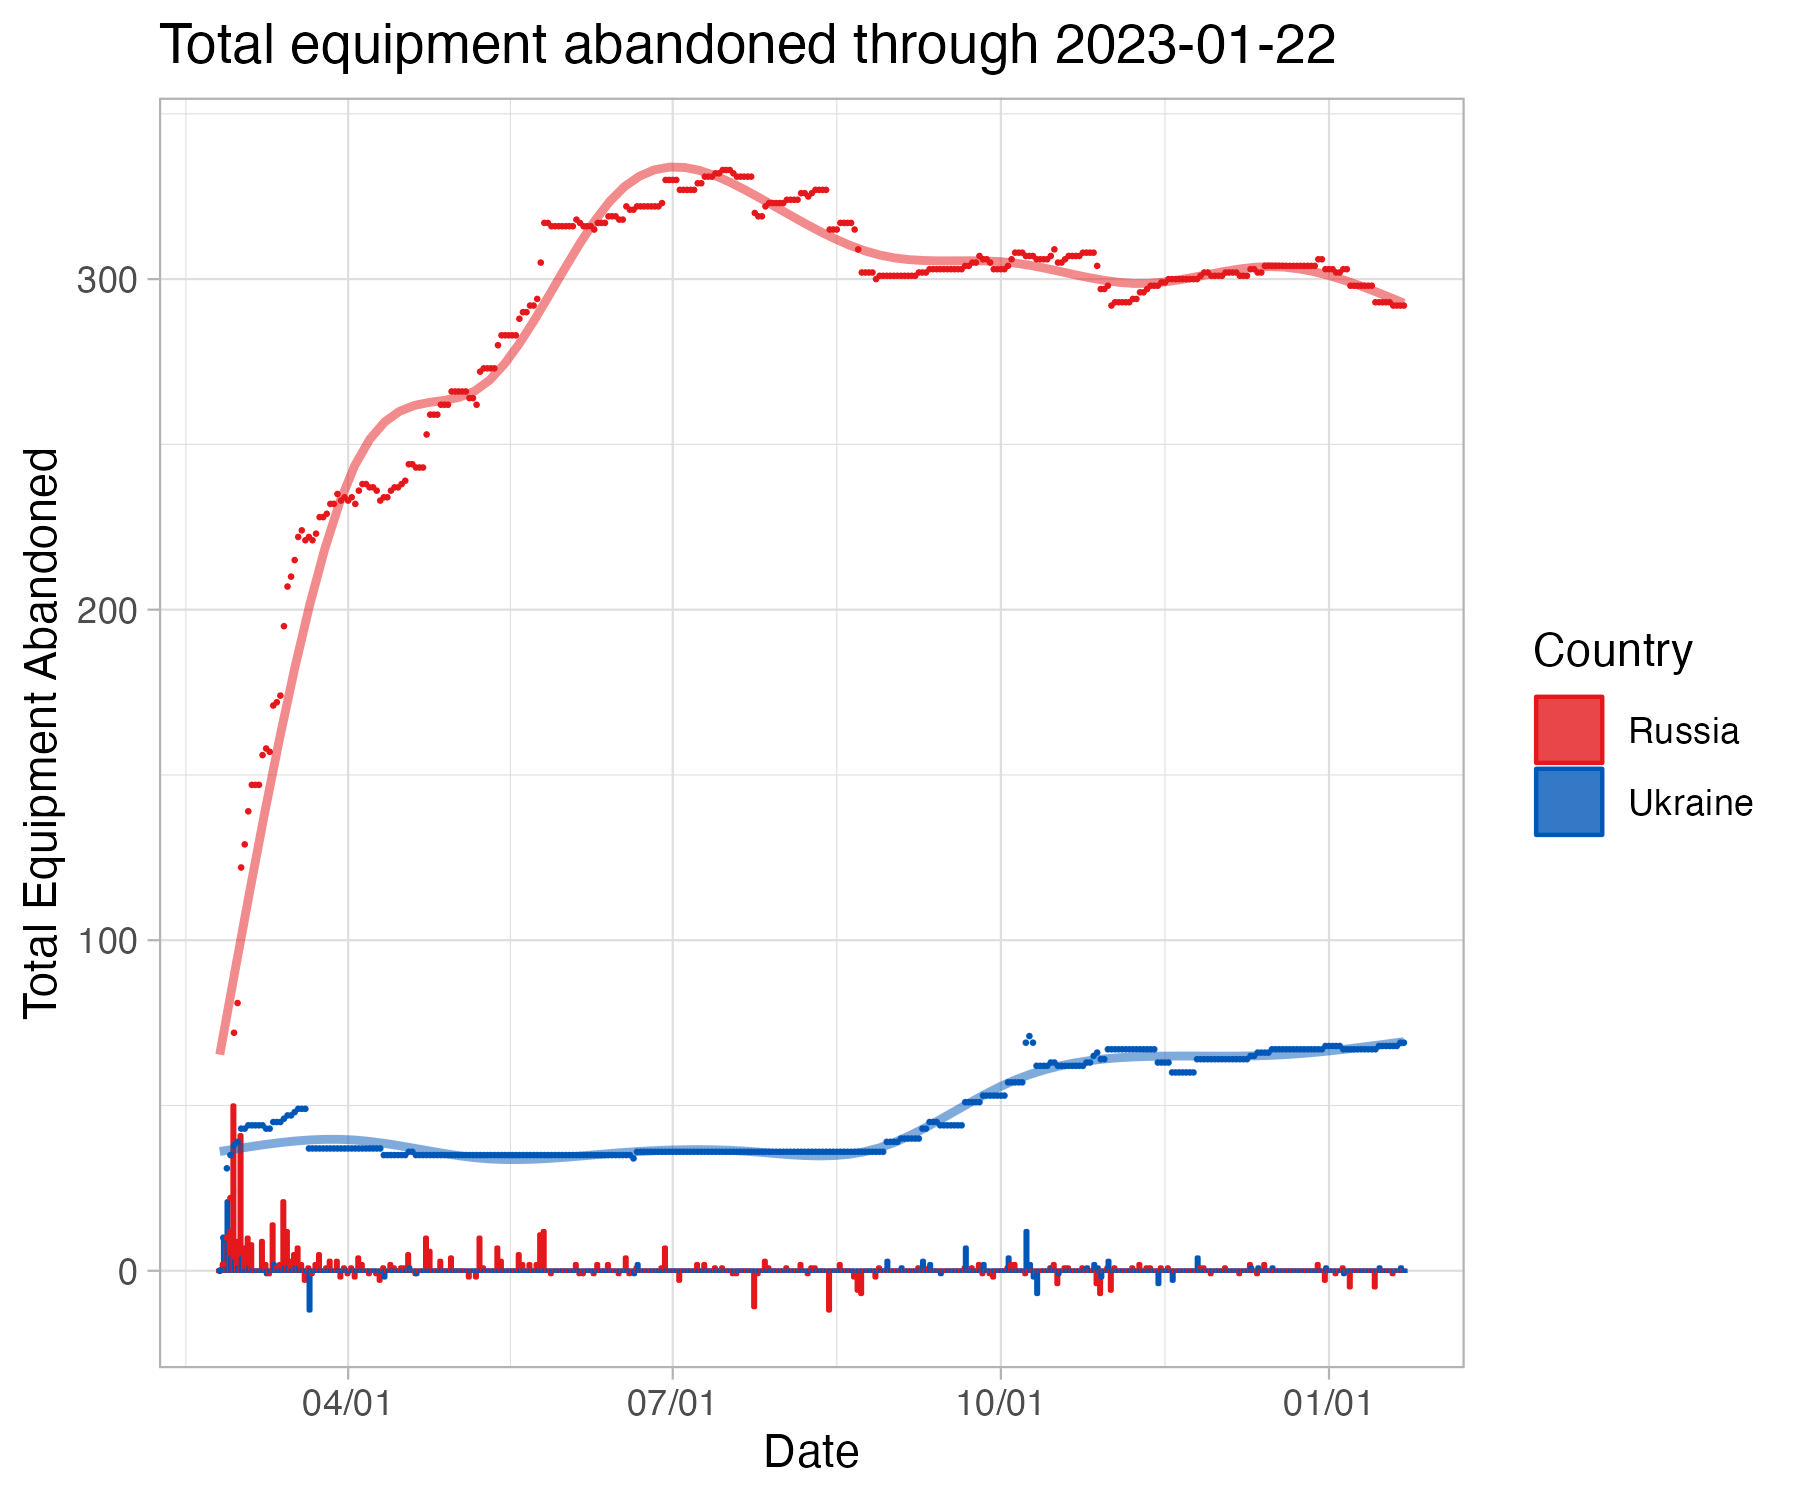 Total equipment abandoned through 2023-01-22
Total Equipment Abandoned
300
200
100
0
04/01
07/01
10/01
01/01
Date
Country
Russia
Ukraine